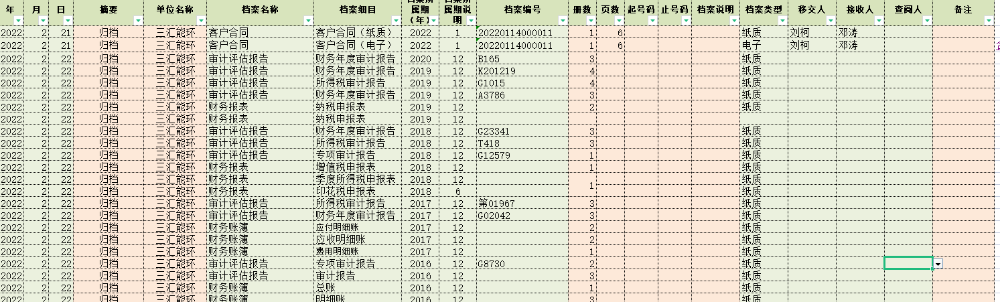 年 月 日 摘要 单位名称 档案名称 档案细目 属期（年） 属期说明 档案编号 册数 页数 起号码 止号码 档案说明 档案类型 移交人 接收人 查阅人 备注
2022 2 21 归档 三汇能环 客户合同 客户合同（纸质） 2022 1 20220114000011 1 6 纸质 刘柯 邓涛
2022 2 21 归档 三汇能环 客户合同 客户合同（电子） 2022 1 20220114000011 1 6 电子 刘柯 邓涛
2022 2 22 归档 三汇能环 审计评估报告 财务年度审计报告 2020 12 B165 3 纸质
2022 2 22 归档 三汇能环 审计评估报告 财务年度审计报告 2019 12 K201219 4 纸质
2022 2 22 归档 三汇能环 审计评估报告 所得税审计报告 2019 12 G1015 4 纸质
2022 2 22 归档 三汇能环 审计评估报告 财务年度审计报告 2019 12 A3786 3 纸质
2022 2 22 归档 三汇能环 财务报表 纳税申报表 2019 12 2 纸质
2022 2 22 归档 三汇能环 财务报表 纳税申报表 2019 12
2022 2 22 归档 三汇能环 审计评估报告 财务年度审计报告 2018 12 G23341 3 纸质
2022 2 22 归档 三汇能环 审计评估报告 所得税审计报告 2018 12 T418 3 纸质
2022 2 22 归档 三汇能环 审计评估报告 专项审计报告 2018 12 G12579 1 纸质
2022 2 22 归档 三汇能环 财务报表 增值税申报表 2018 12 1 纸质
2022 2 22 归档 三汇能环 财务报表 季度所得税申报表 2018 12 1 纸质
2022 2 22 归档 三汇能环 财务报表 印花税申报表 2018 6 纸质
2022 2 22 归档 三汇能环 审计评估报告 所得税审计报告 2017 12 第01967 3 纸质
2022 2 22 归档 三汇能环 审计评估报告 财务年度审计报告 2017 12 G02042 3 纸质
2022 2 22 归档 三汇能环 财务账簿 应付明细账 2017 12 2 纸质
2022 2 22 归档 三汇能环 财务账簿 应收明细账 2017 12 2 纸质
2022 2 22 归档 三汇能环 财务账簿 费用明细账 2017 12 1 纸质
2022 2 22 归档 三汇能环 审计评估报告 专项审计报告 2016 12 G8730 2 纸质
2022 2 22 归档 三汇能环 审计评估报告 审计报告 2016 12 3 纸质
2022 2 22 归档 三汇能环 财务账簿 总账 2016 12 1 纸质
2022 2 22 归档 三汇能环 财务账簿 明细账 2016 12 3 纸质